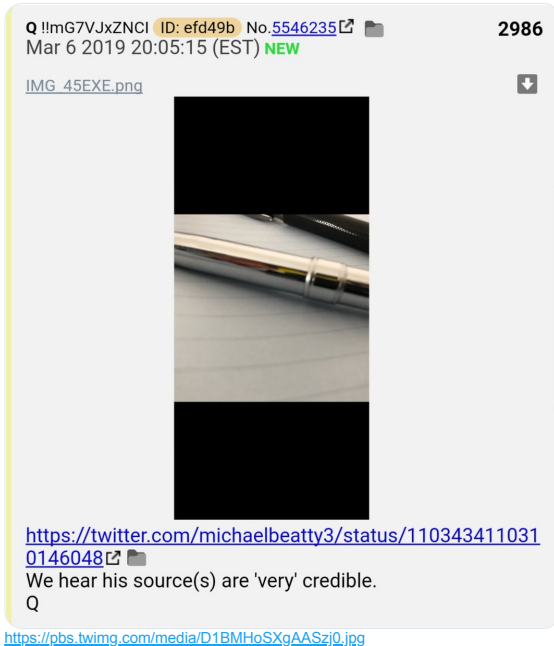 Q !!mG7VJxZNCI ID: efd49b No.5546235 2986
Mar 6 2019 20:05:15 (EST) NEW
IMG_45EXE.png
https://twitter.com/michaelbeatty3/status/110343411031
0146048
We hear his source(s) are 'very' credible.
Q
https://pbs.twimg.com/media/D1BMHoSXgAASzj0.jpg